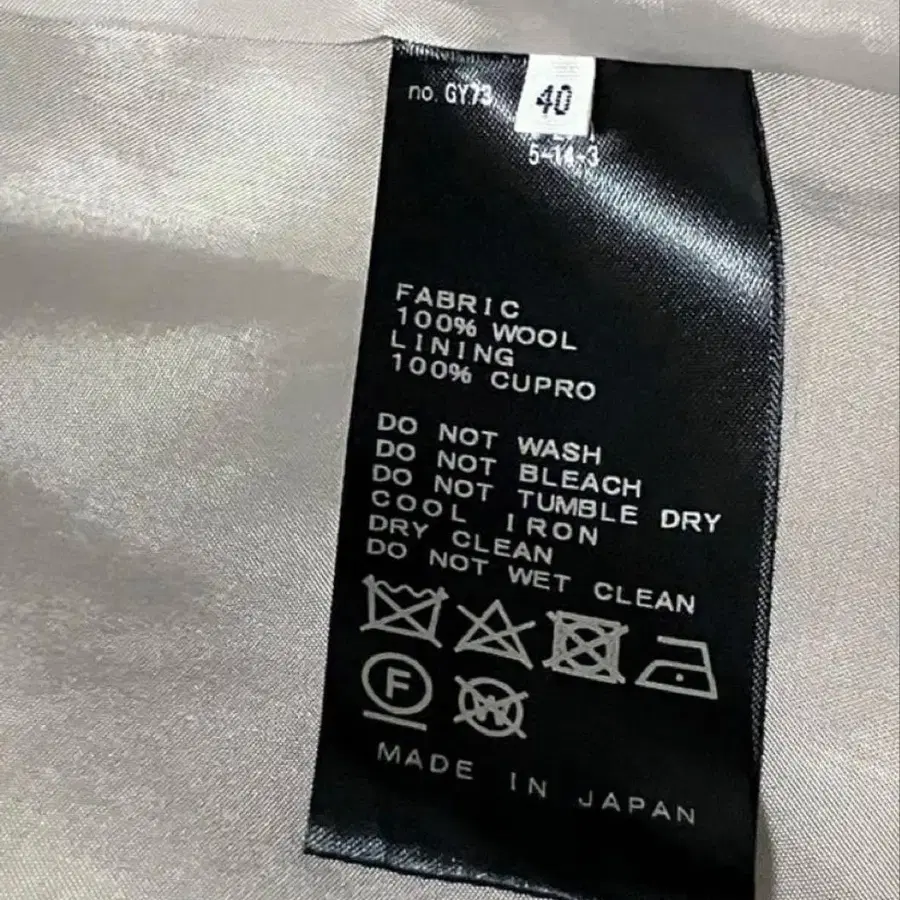 no. GY73
40
5-14-3
FABRIC
100% WOOL
LINING
100% CUPRO
DO NOT WASH
DO NOT BLEACH
DO NOT TUMBLE DRY
COOL IRON
DRY CLEAN
DO NOT WET CLEAN
F
W
MADE IN JAPAN